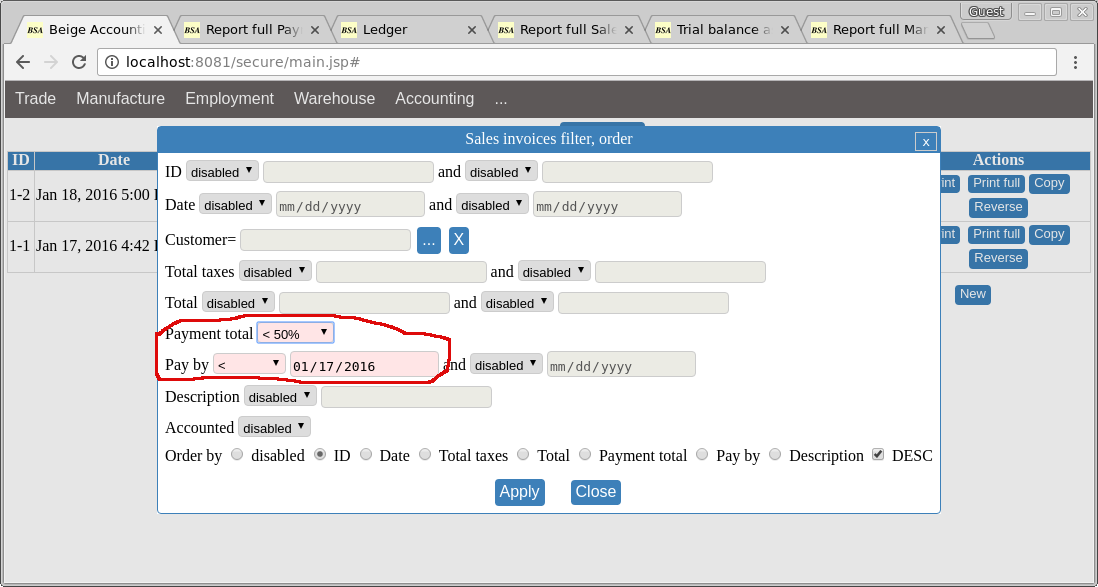 Guest
BSA Beige Accounti
BSA Report full Pay
BSA Ledger
BSA Report full Sale
BSA Trial balance a
BSA Report full Mar
localhost:8081/secure/main.jsp#
Trade Manufacture Employment Warehouse Accounting ...
Sales invoices filter, order x
ID Date Actions
1-2 Jan 18, 2016 5:00 Print full Copy
Reverse
1-1 Jan 17, 2016 4:42 Print full Copy
Reverse
New
ID disabled and disabled
Date disabled mm/dd/yyyy and disabled mm/dd/yyyy
Customer= ... X
Total taxes disabled and disabled
Total disabled and disabled
Payment total < 50%
Pay by < 01/17/2016 and disabled mm/dd/yyyy
Description disabled
Accounted disabled
Order by disabled ID Date Total taxes Total Payment total Pay by Description DESC
Apply Close